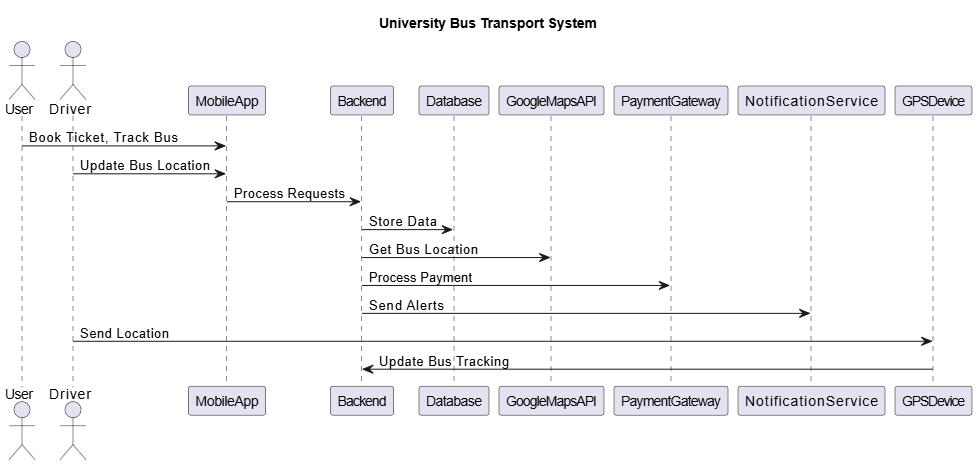 University Bus Transport System
User
Driver
MobileApp
Backend
Database
GoogleMapsAPI
PaymentGateway
NotificationService
GPSDevice
Book Ticket, Track Bus
Update Bus Location
Process Requests
Store Data
Get Bus Location
Process Payment
Send Alerts
Send Location
Update Bus Tracking
User
Driver
MobileApp
Backend
Database
GoogleMapsAPI
PaymentGateway
NotificationService
GPSDevice